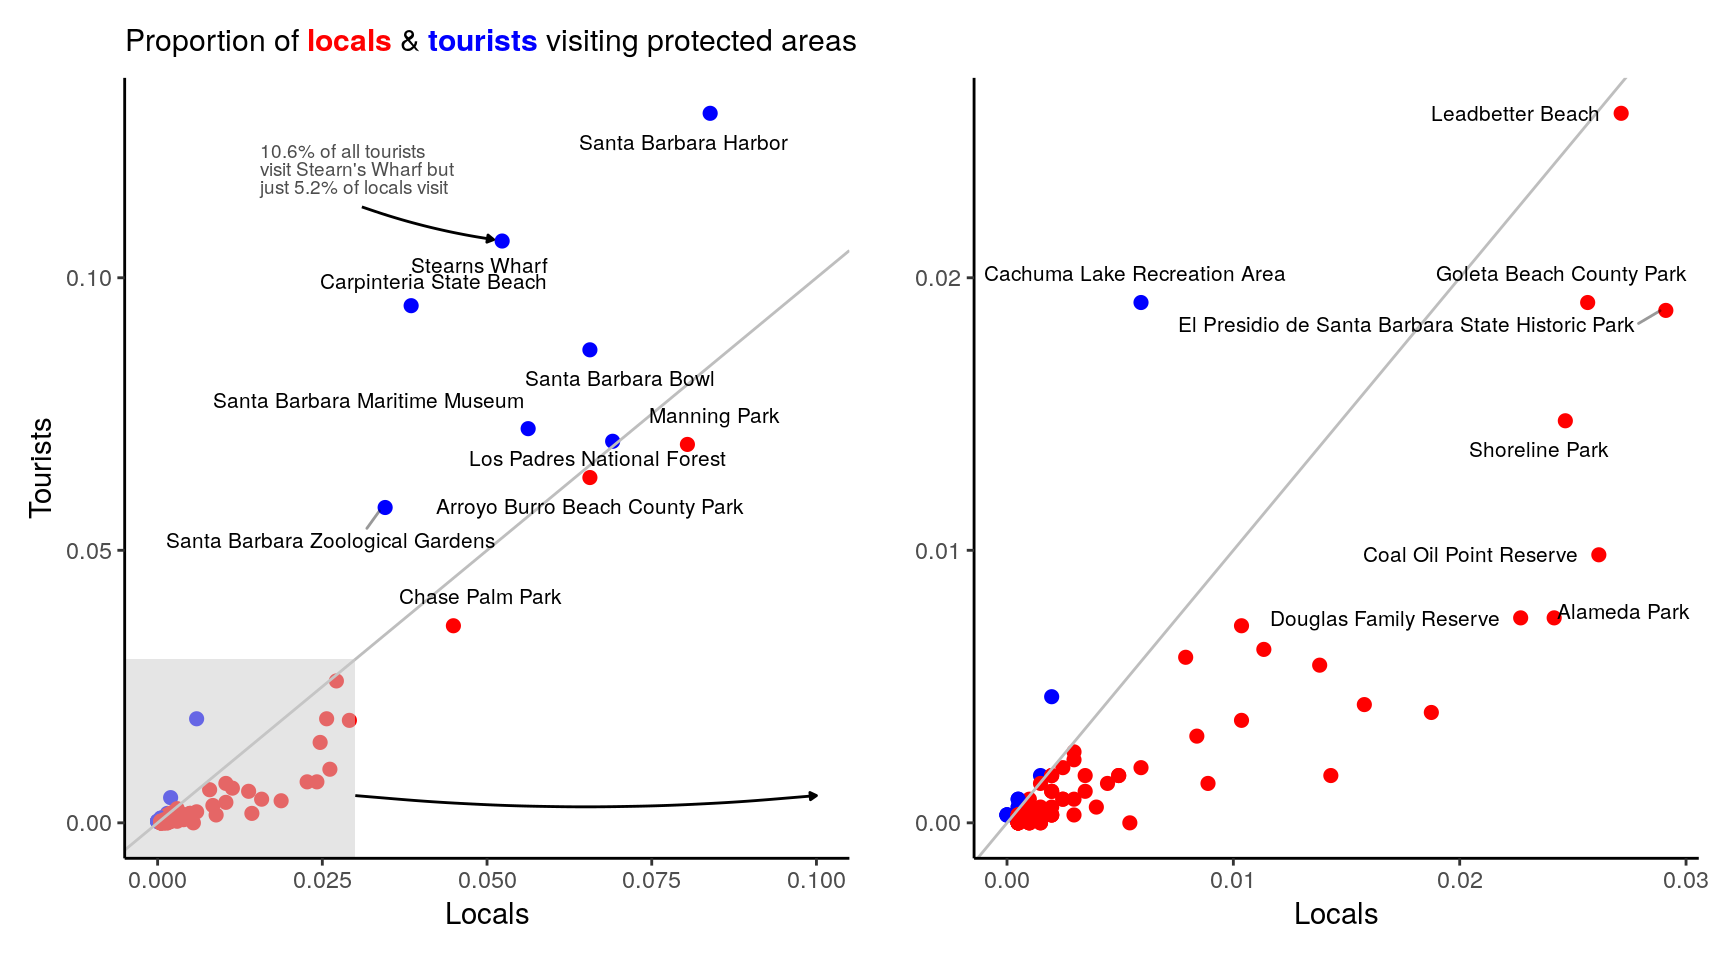 Proportion of locals & tourists visiting protected areas
Tourists
0.10
0.05
0.00
10.6% of all tourists
visit Stearn's Wharf but
just 5.2% of locals visit
Santa Barbara Harbor
Stearns Wharf
Carpinteria State Beach
Santa Barbara Bowl
Santa Barbara Maritime Museum
Manning Park
Los Padres National Forest
Arroyo Burro Beach County Park
Santa Barbara Zoological Gardens
Chase Palm Park
0.000
0.025
0.050
0.075
0.100
Locals
0.02
0.01
0.00
Leadbetter Beach
Cachuma Lake Recreation Area
Goleta Beach County Park
El Presidio de Santa Barbara State Historic Park
Shoreline Park
Coal Oil Point Reserve
Douglas Family Reserve
Alameda Park
0.00
0.01
0.02
0.03
Locals